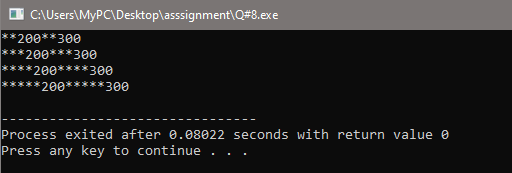 C:\Users\MyPC\Desktop\asssignment\Q#8.exe
**200**300
***200***300
****200****300
*****200*****300
--------------------------------
Process exited after 0.08022 seconds with return value 0
Press any key to continue . . .